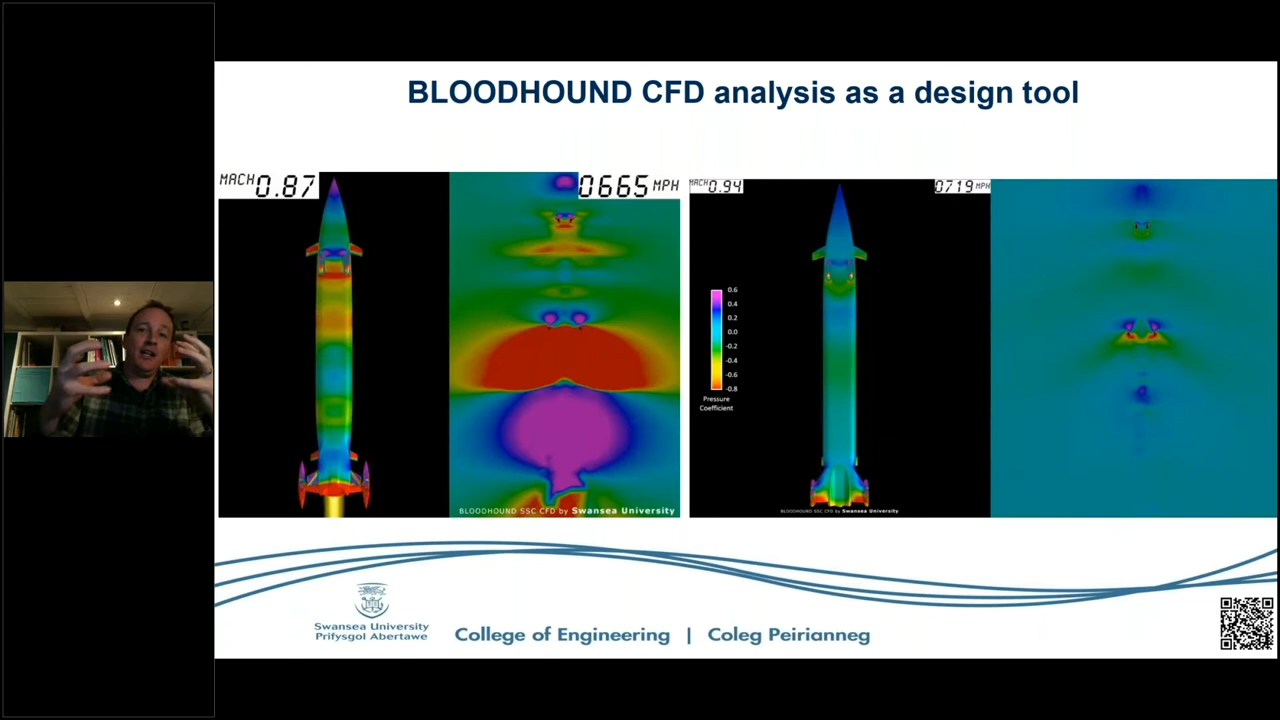 BLOODHOUND CFD analysis as a design tool
MACH 0.87
0665 MPH
MACH 0.94
0719 MPH
0.6
0.4
0.2
0.0
-0.2
-0.4
-0.6
-0.8
Pressure
Coefficient
BLOODHOUND SSC CFD by Swansea University
BLOODHOUND SSC CFD by Swansea University
Swansea University
Prifysgol Abertawe
College of Engineering | Coleg Peirianneg